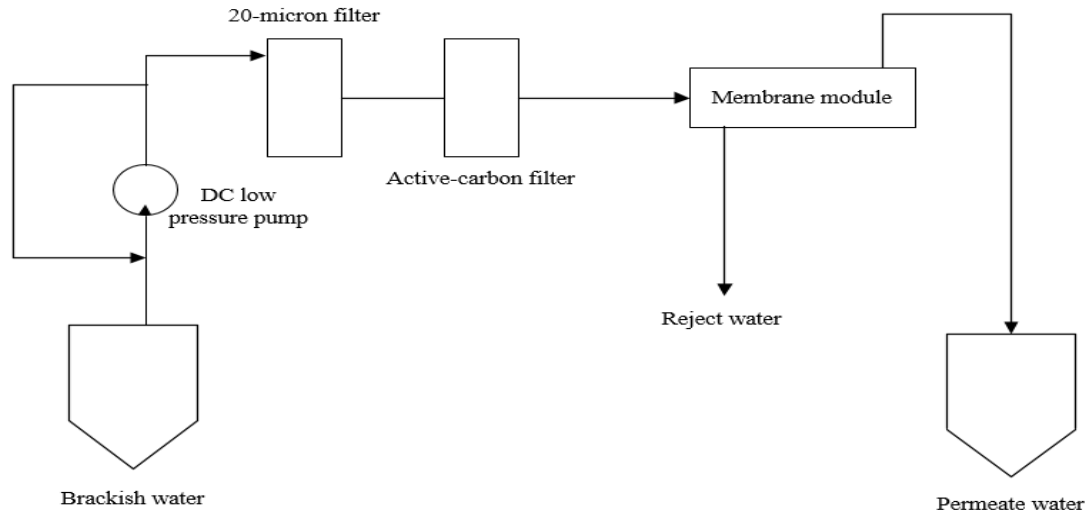 20-micron filter
Membrane module
Active-carbon filter
DC low
pressure pump
Reject water
Brackish water
Permeate water